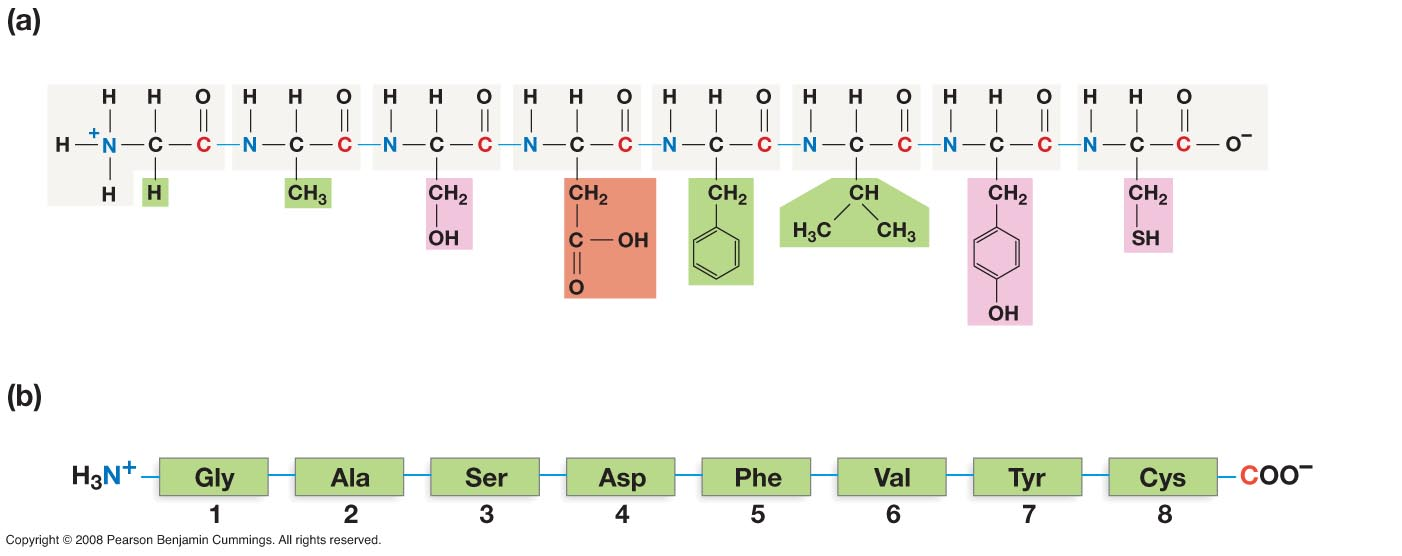 (a)
H H O H H O H H O H H O H H O H H O H H O H H O
H + N C C N C C N C C N C C N C C N C C N C C N C C O−
H H CH3 CH2 CH2 CH2 CH CH2 CH2
OH C OH H3C CH3 SH
O
OH
(b)
H3N+ Gly Ala Ser Asp Phe Val Tyr Cys COO−
1 2 3 4 5 6 7 8
Copyright © 2008 Pearson Benjamin Cummings. All rights reserved.